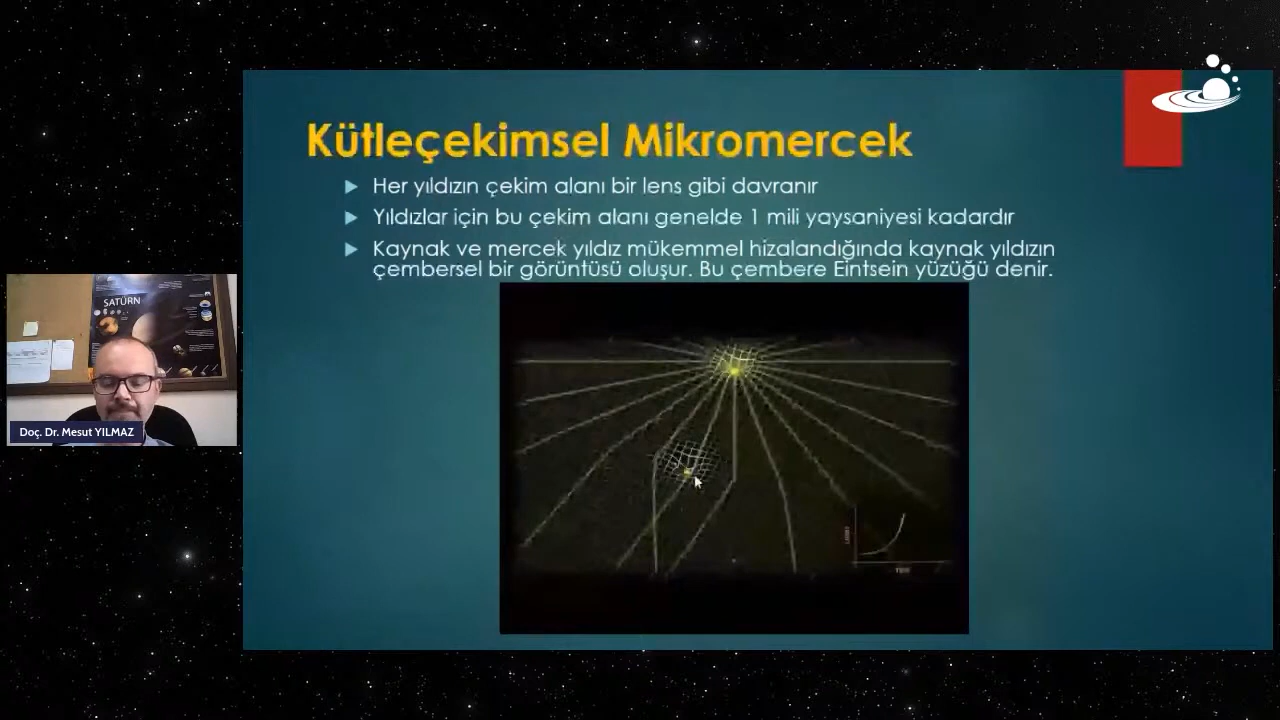 Kütleçekimsel Mikromercek
Her yıldızın çekim alanı bir lens gibi davranır
Yıldızlar için bu çekim alanı genelde 1 mili yaysaniyesi kadardır
Kaynak ve mercek yıldız mükemmel hizalandığında kaynak yıldızın
çembersel bir görüntüsü oluşur. Bu çembere Eintsein yüzüğü denir.
SATÜRN
Doç. Dr. Mesut YILMAZ